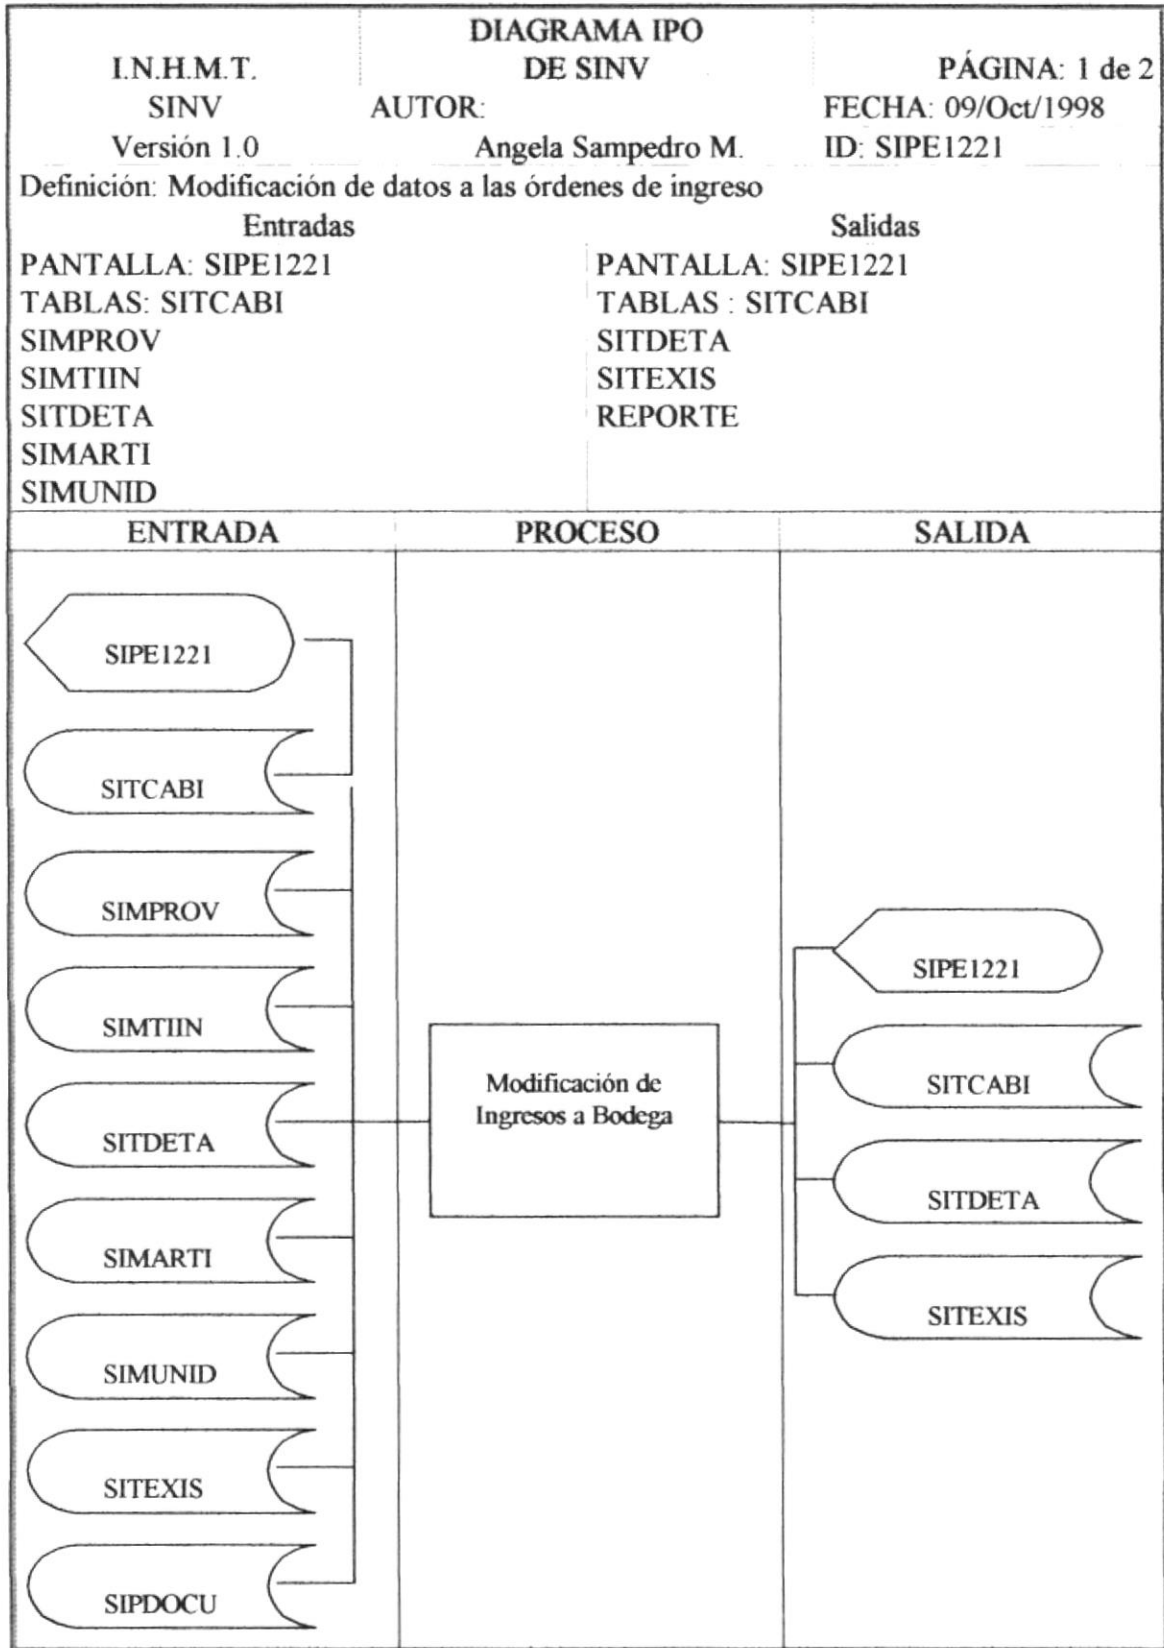 DIAGRAMA IPO
I.N.H.M.T. DE SINV PÁGINA: 1 de 2
SINV AUTOR: FECHA: 09/Oct/1998
Versión 1.0 Angela Sampedro M. ID: SIPE1221
Definición: Modificación de datos a las órdenes de ingreso
Entradas Salidas
PANTALLA: SIPE1221 PANTALLA: SIPE1221
TABLAS: SITCABI TABLAS : SITCABI
SIMPROV SITDETA
SIMTIIN SITEXIS
SITDETA REPORTE
SIMARTI
SIMUNID
ENTRADA PROCESO SALIDA
SIPE1221
SITCABI
SIMPROV
SIMTIIN
SITDETA
SIMARTI
SIMUNID
SITEXIS
SIPDOCU
Modificación de
Ingresos a Bodega
SIPE1221
SITCABI
SITDETA
SITEXIS